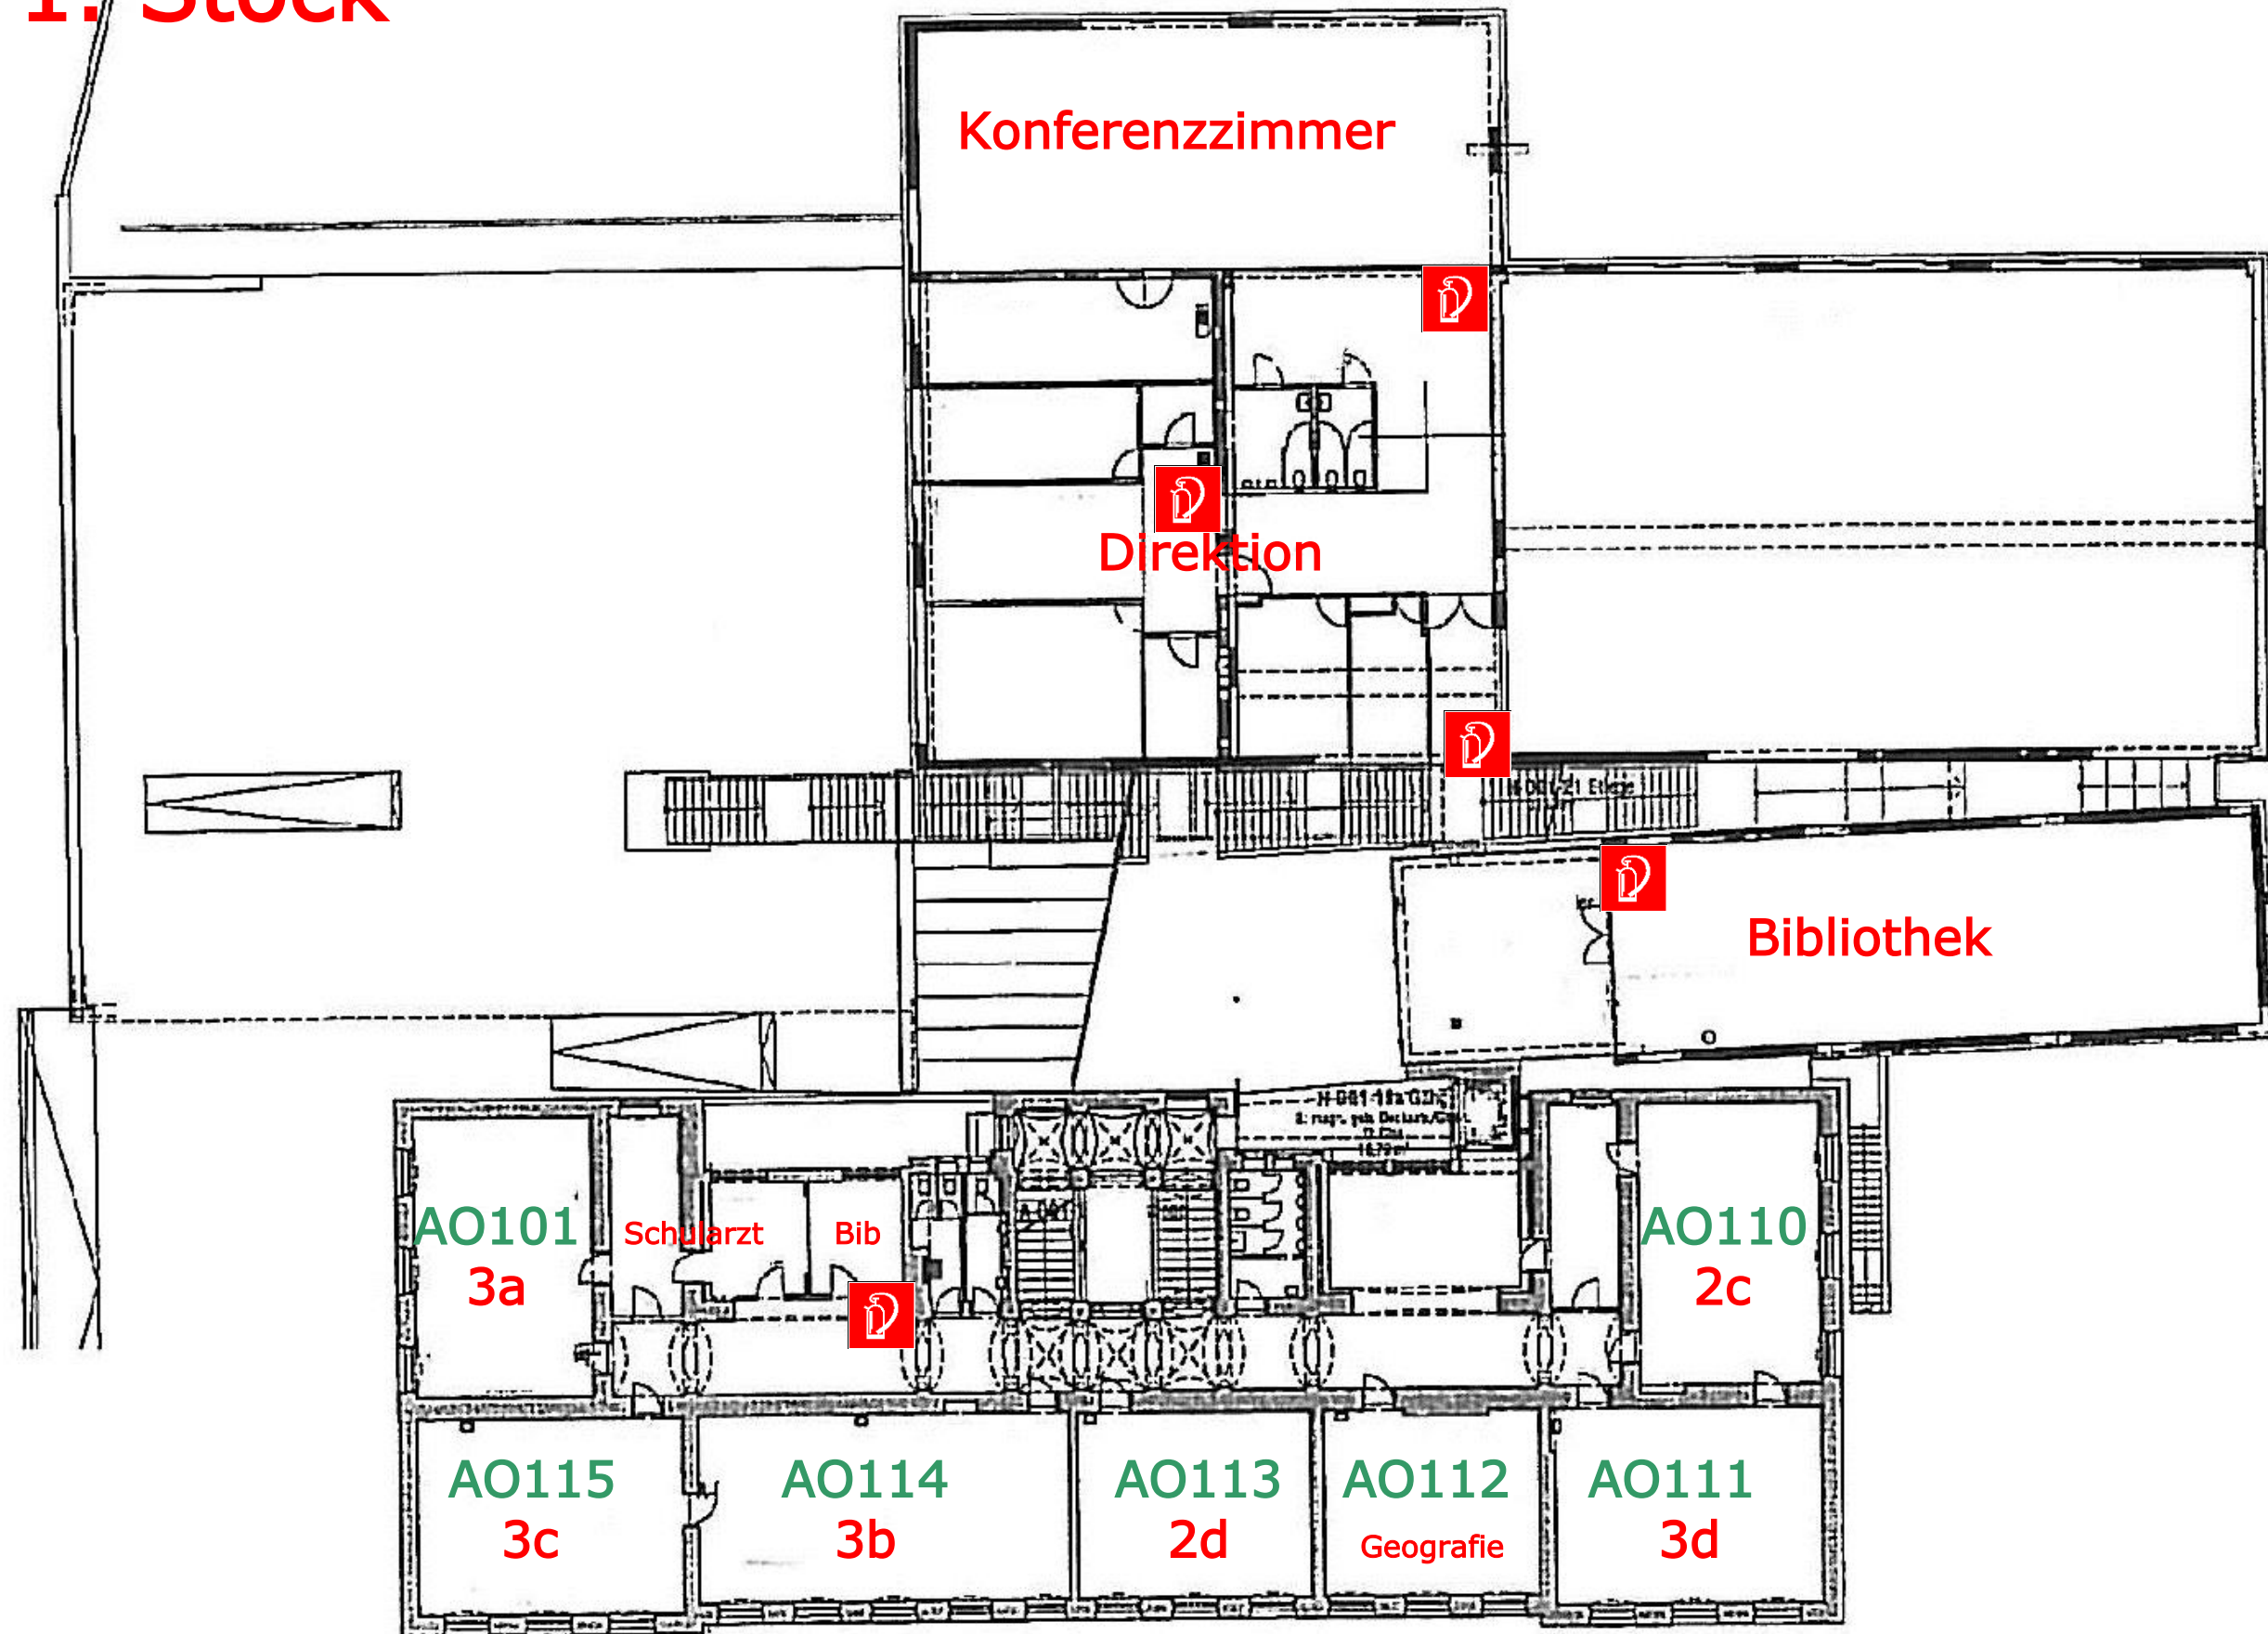 1. Stock
Konferenzzimmer
Direktion
Bibliothek
AO101
3a
Schularzt
Bib
AO110
2c
AO115
3c
AO114
3b
AO113
2d
AO112
Geografie
AO111
3d